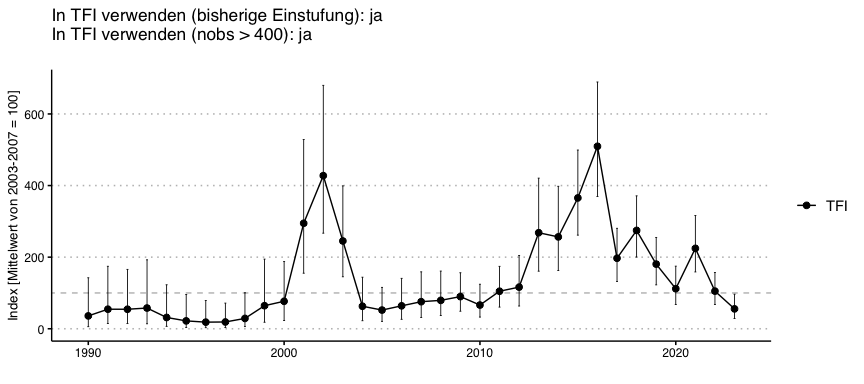 In TFI verwenden (bisherige Einstufung): ja
In TFI verwenden (nobs > 400): ja
Index [Mittelwert von 2003-2007 = 100]
600
400
200
0
1990
2000
2010
2020
TFI